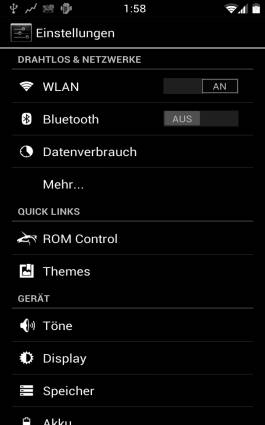 1:58
Einstellungen
DRAHTLOS & NETZWERKE
WLAN AN
Bluetooth AUS
Datenverbrauch
Mehr...
QUICK LINKS
ROM Control
Themes
GERÄT
Töne
Display
Speicher
Akku